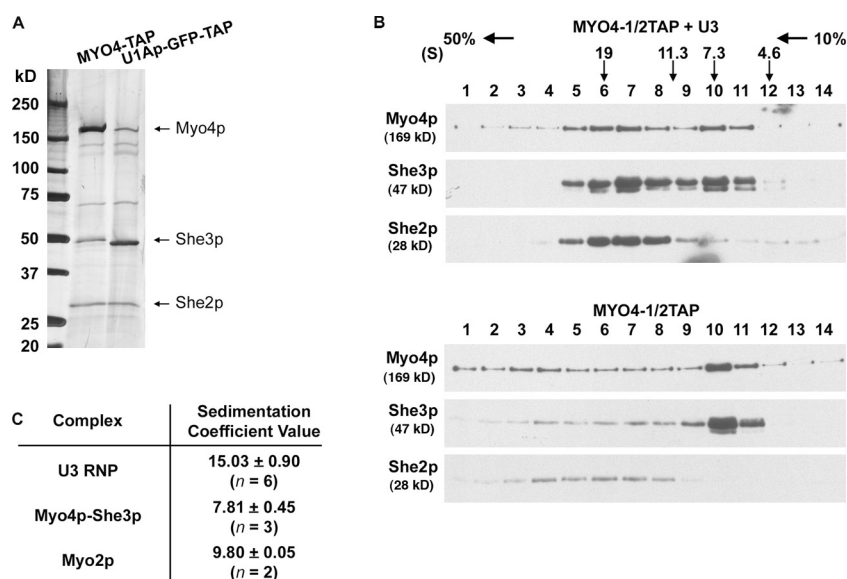 A
MYO4-TAP
U1Ap-GFP-TAP
kD
250
150
100
75
50
37
25
20
Myo4p
She3p
She2p
B
MYO4-1/2TAP + U3
50%
10%
(S)
19
11.3
7.3
4.6
1 2 3 4 5 6 7 8 9 10 11 12 13 14
Myo4p
(169 kD)
She3p
(47 kD)
She2p
(28 kD)
MYO4-1/2TAP
1 2 3 4 5 6 7 8 9 10 11 12 13 14
Myo4p
(169 kD)
She3p
(47 kD)
She2p
(28 kD)
C
Complex
Sedimentation
Coefficient Value
U3 RNP
15.03 ± 0.90
(n = 6)
Myo4p-She3p
7.81 ± 0.45
(n = 3)
Myo2p
9.80 ± 0.05
(n = 2)